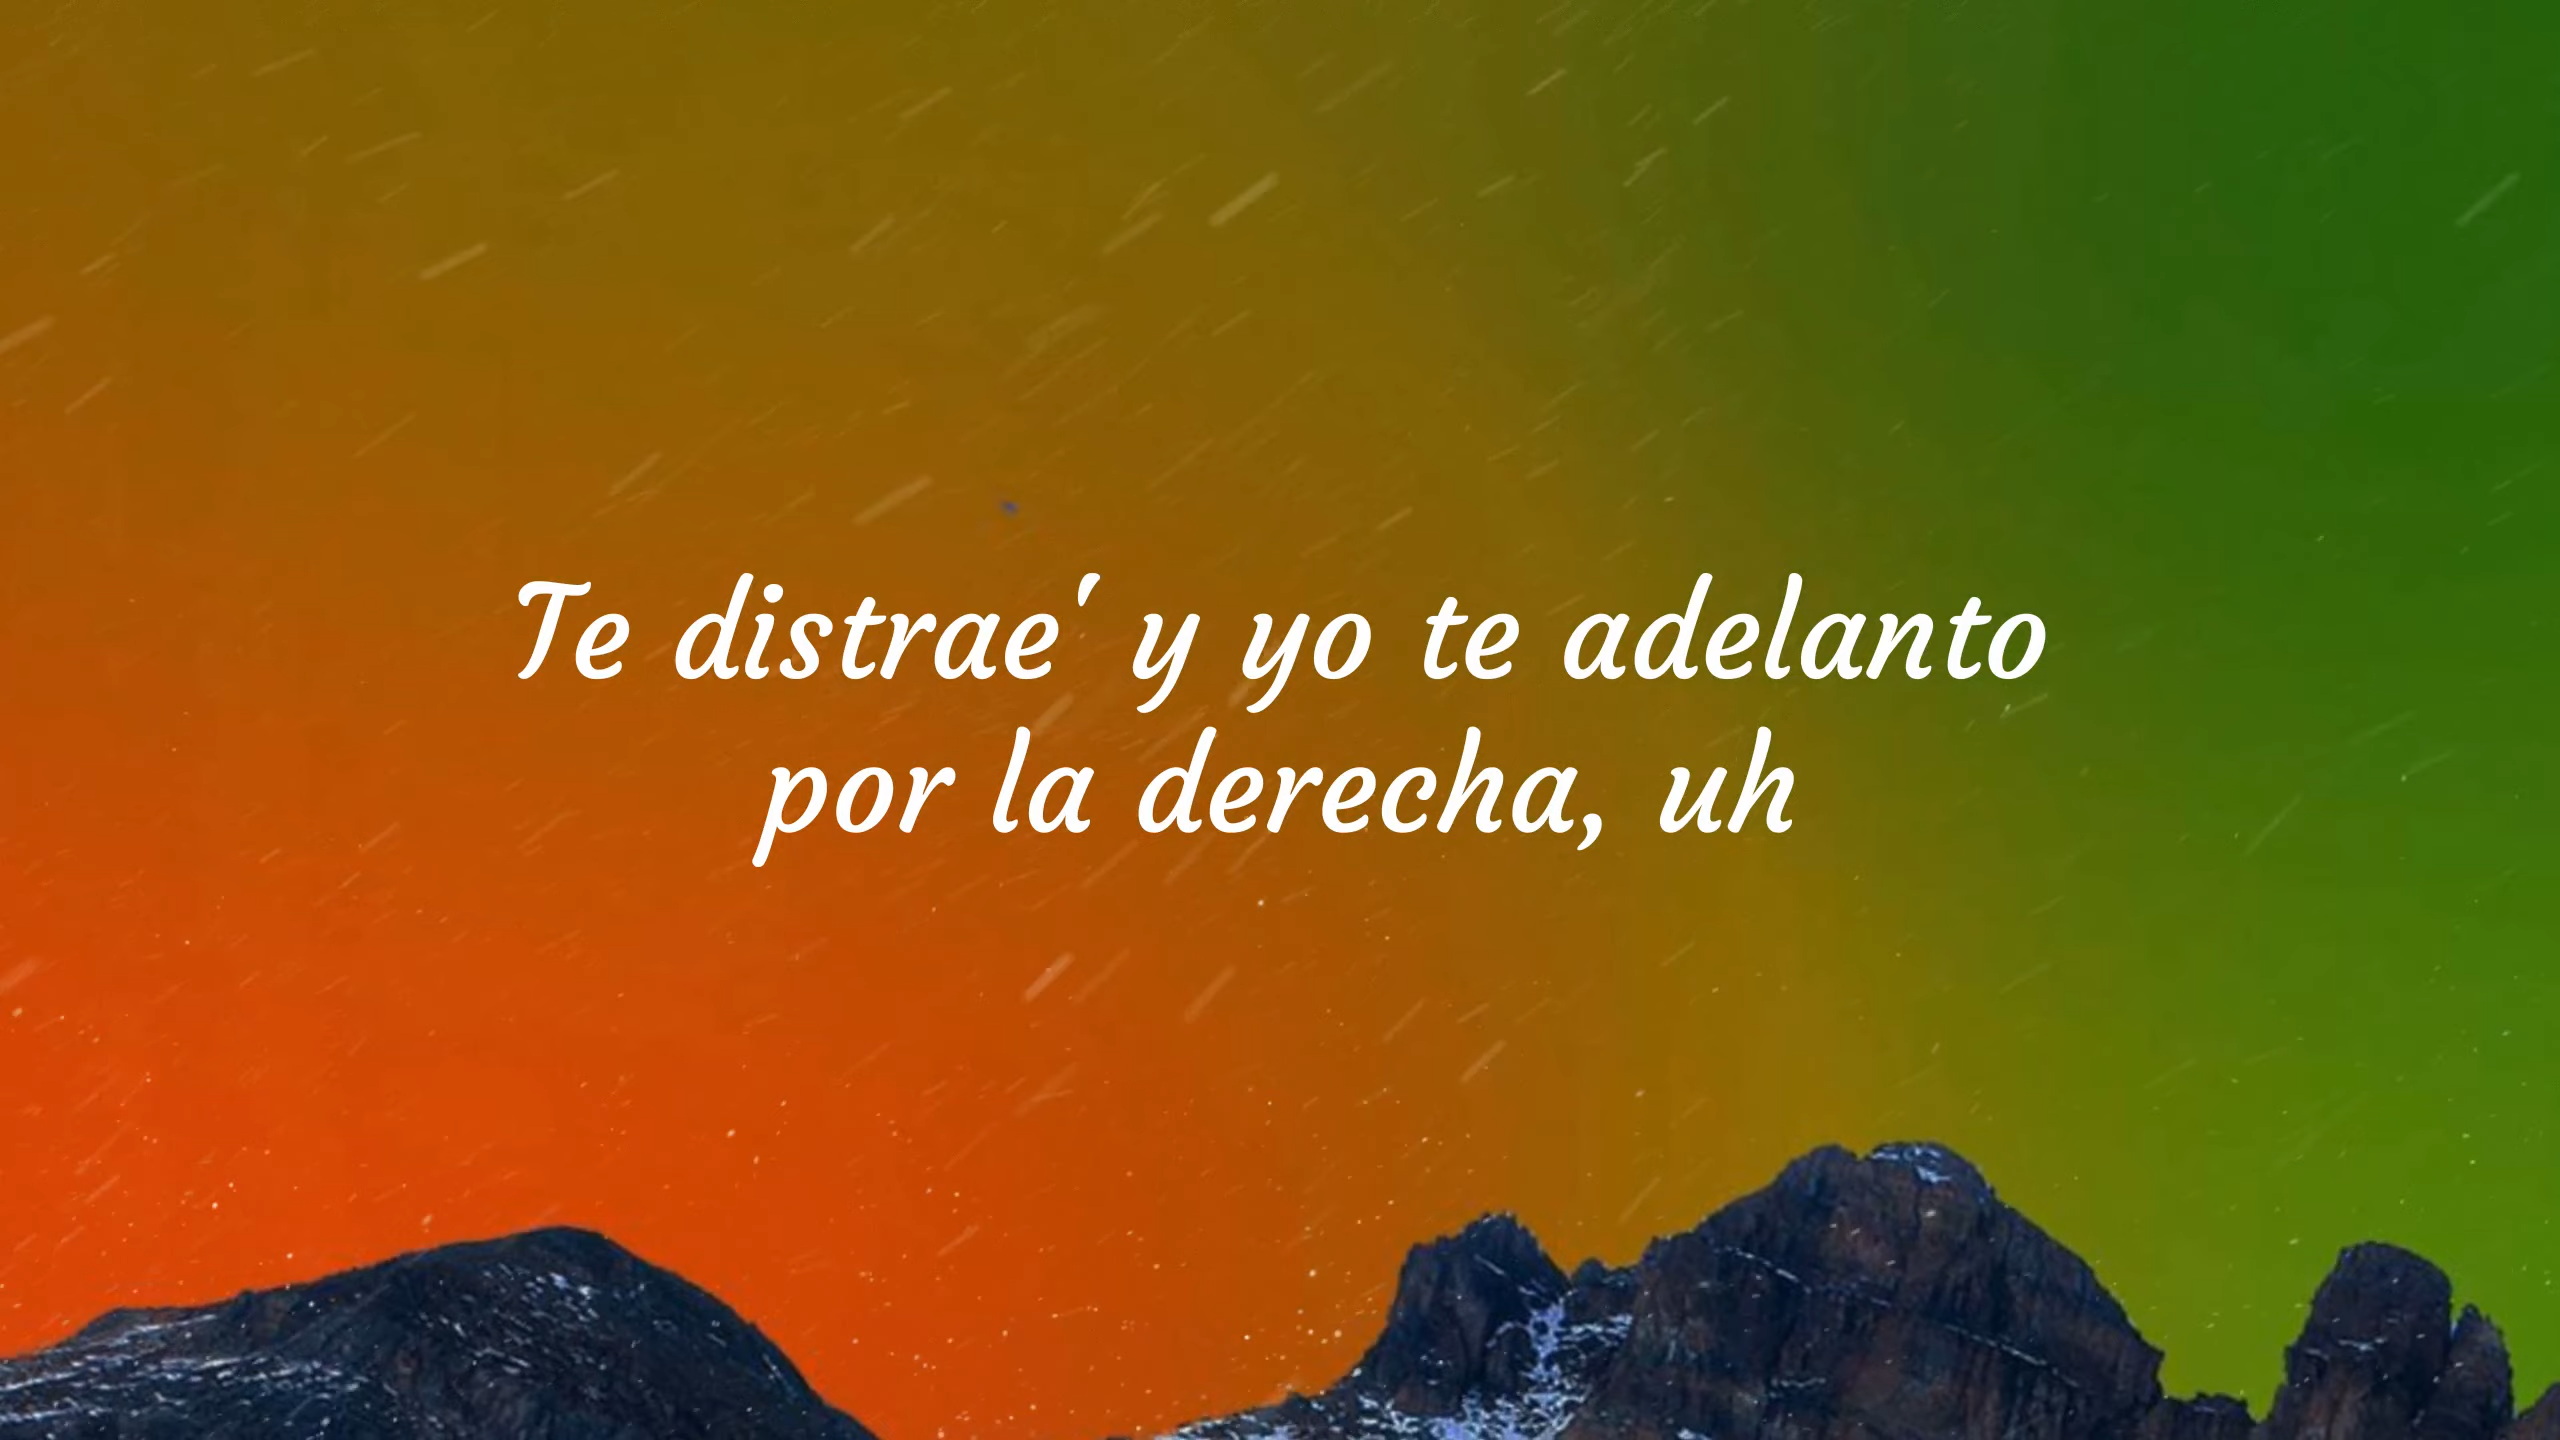 Te distrae' y yo te adelanto
por la derecha, uh